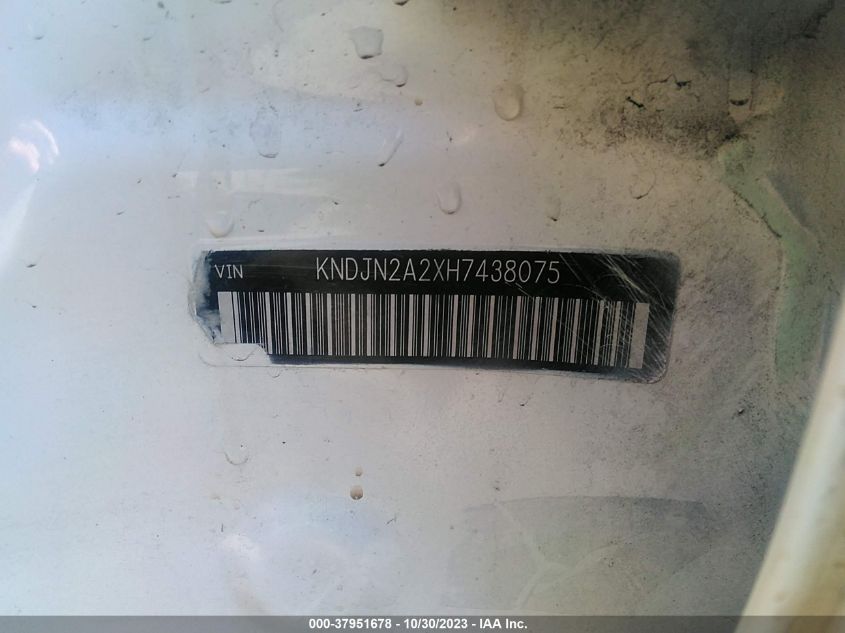 VIN KNDJN2A2XH7438075
000-37951678 - 10/30/2023 - IAA Inc.